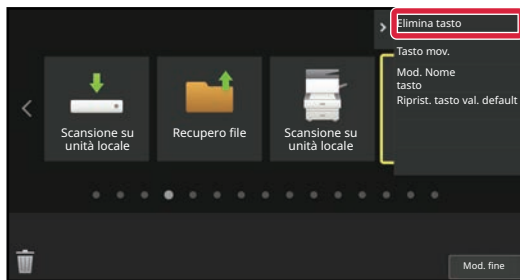 Elimina tasto
Tasto mov.
Mod. Nome
tasto
Riprist. tasto val. default
Scansione su
unità locale
Recupero file
Scansione su
unità locale
Mod. fine